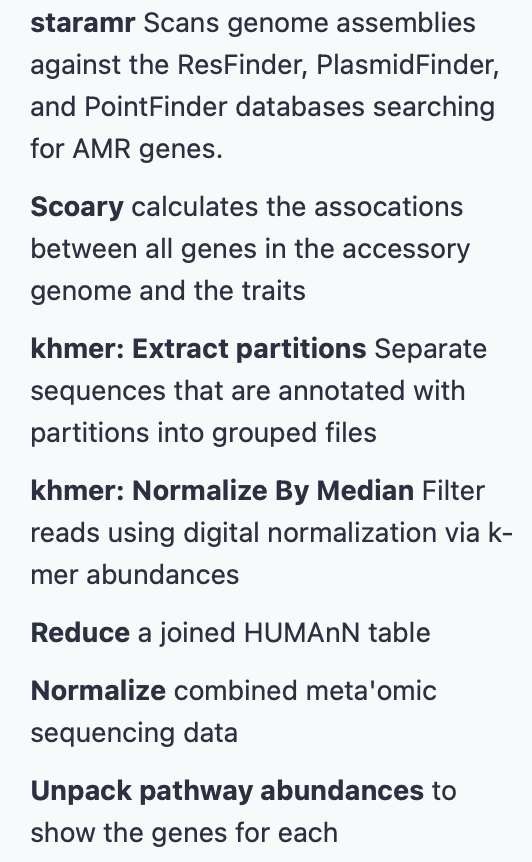 staramr Scans genome assemblies
against the ResFinder, PlasmidFinder,
and PointFinder databases searching
for AMR genes.
Scoary calculates the assocations
between all genes in the accessory
genome and the traits
khmer: Extract partitions Separate
sequences that are annotated with
partitions into grouped files
khmer: Normalize By Median Filter
reads using digital normalization via k-
mer abundances
Reduce a joined HUMAnN table
Normalize combined meta'omic
sequencing data
Unpack pathway abundances to
show the genes for each